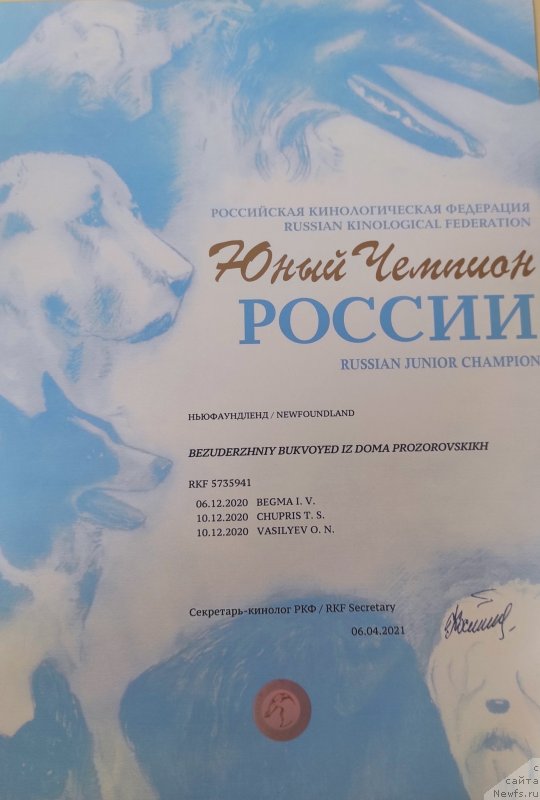 РОССИЙСКАЯ КИНОЛОГИЧЕСКАЯ ФЕДЕРАЦИЯ
RUSSIAN KINOLOGICAL FEDERATION
Юный Чемпион
РОССИИ
RUSSIAN JUNIOR CHAMPION
НЬЮФАУНДЛЕНД / NEWFOUNDLAND
BEZUDERZHNIY BUKVOYED IZ DOMA PROZOROVSKIKH
RKF 5735941
06.12.2020 BEGMA I. V.
10.12.2020 CHUPRIS T. S.
10.12.2020 VASILYEV O. N.
Секретарь-кинолог РКФ / RKF Secretary
06.04.2021
с
сайта
Newfs.ru